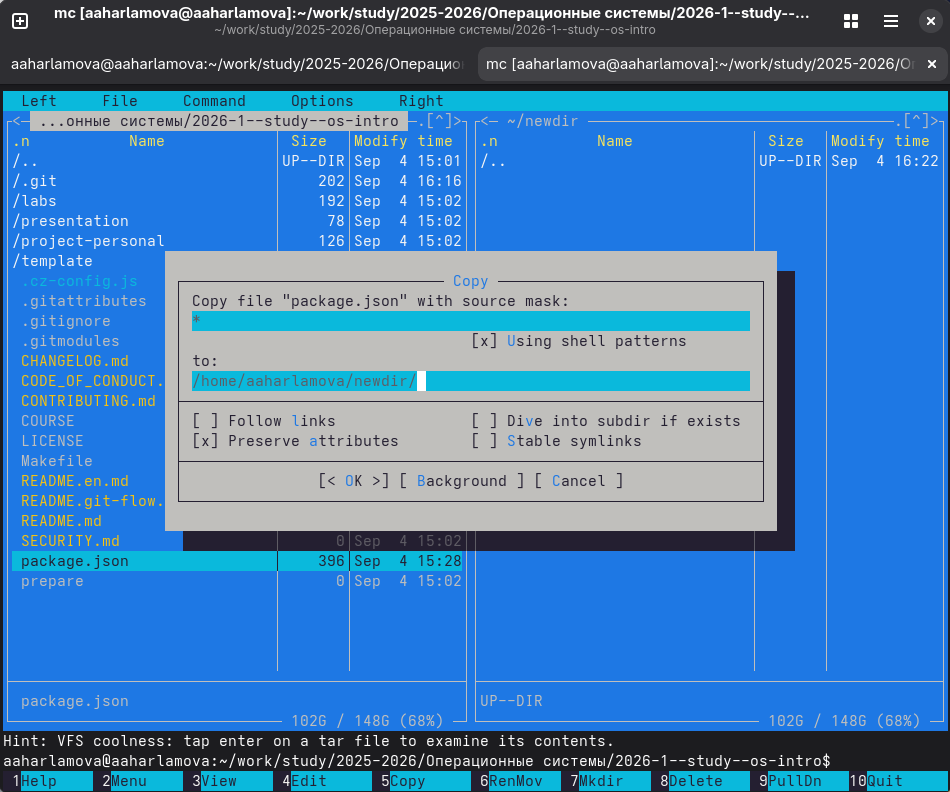 mc [aaharlamova@aaharlamova]:~/work/study/2025-2026/Операционные системы/2026-1--study--...
~/work/study/2025-2026/Операционные системы/2026-1--study--os-intro
aaharlamova@aaharlamova:~/work/study/2025-2026/Операцио
mc [aaharlamova@aaharlamova]:~/work/study/2025-2026/О
Left File Command Options Right
<— ...онные системы/2026-1--study--os-intro —.[^]>
<— ~/newdir .[^]>
.n Name Size Modify time
.n Name Size Modify time
/.. UP--DIR Sep 4 15:01
/.. UP--DIR Sep 4 16:22
/.git 202 Sep 4 16:16
/labs 192 Sep 4 15:02
/presentation 78 Sep 4 15:02
/project-personal 126 Sep 4 15:02
/template
.cz-config.js
.gitattributes
.gitignore
.gitmodules
CHANGELOG.md
CODE_OF_CONDUCT.
CONTRIBUTING.md
COURSE
LICENSE
Makefile
README.en.md
README.git-flow.
README.md
SECURITY.md 0 Sep 4 15:02
package.json 396 Sep 4 15:28
prepare 0 Sep 4 15:02
Copy
Copy file "package.json" with source mask:
*
[x] Using shell patterns
to:
/home/aaharlamova/newdir/
[ ] Follow links [ ] Dive into subdir if exists
[x] Preserve attributes [ ] Stable symlinks
[< OK >] [ Background ] [ Cancel ]
package.json
UP--DIR
102G / 148G (68%)
102G / 148G (68%)
Hint: VFS coolness: tap enter on a tar file to examine its contents.
aaharlamova@aaharlamova:~/work/study/2025-2026/Операционные системы/2026-1--study--os-intro$
1Help 2Menu 3View 4Edit 5Copy 6RenMov 7Mkdir 8Delete 9PullDn 10Quit